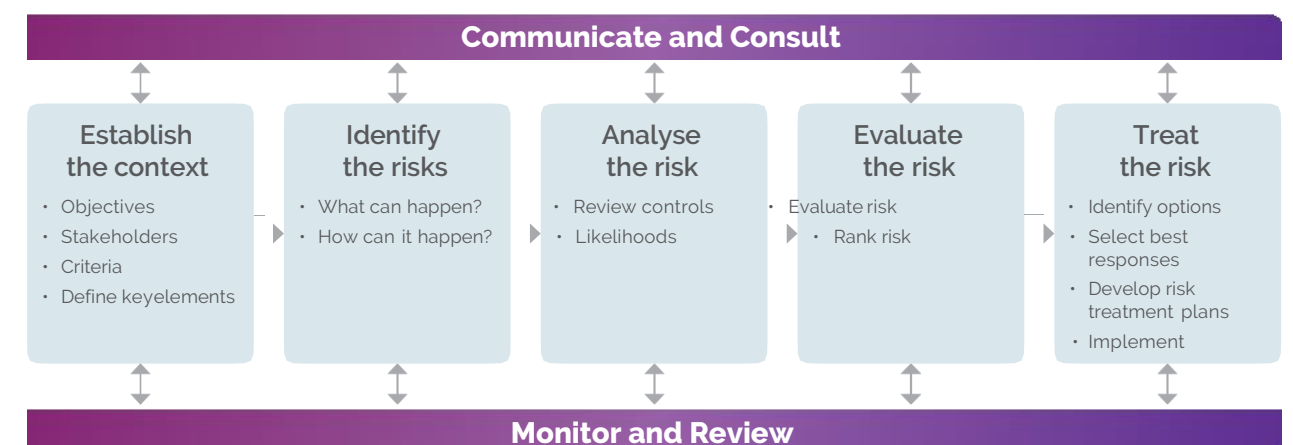 Communicate and Consult
Establish
the context
• Objectives
• Stakeholders
• Criteria
• Define keyelements
Identify
the risks
• What can happen?
• How can it happen?
Analyse
the risk
• Review controls
• Likelihoods
Evaluate
the risk
• Evaluate risk
• Rank risk
Treat
the risk
• Identify options
• Select best
responses
• Develop risk
treatment plans
• Implement
Monitor and Review